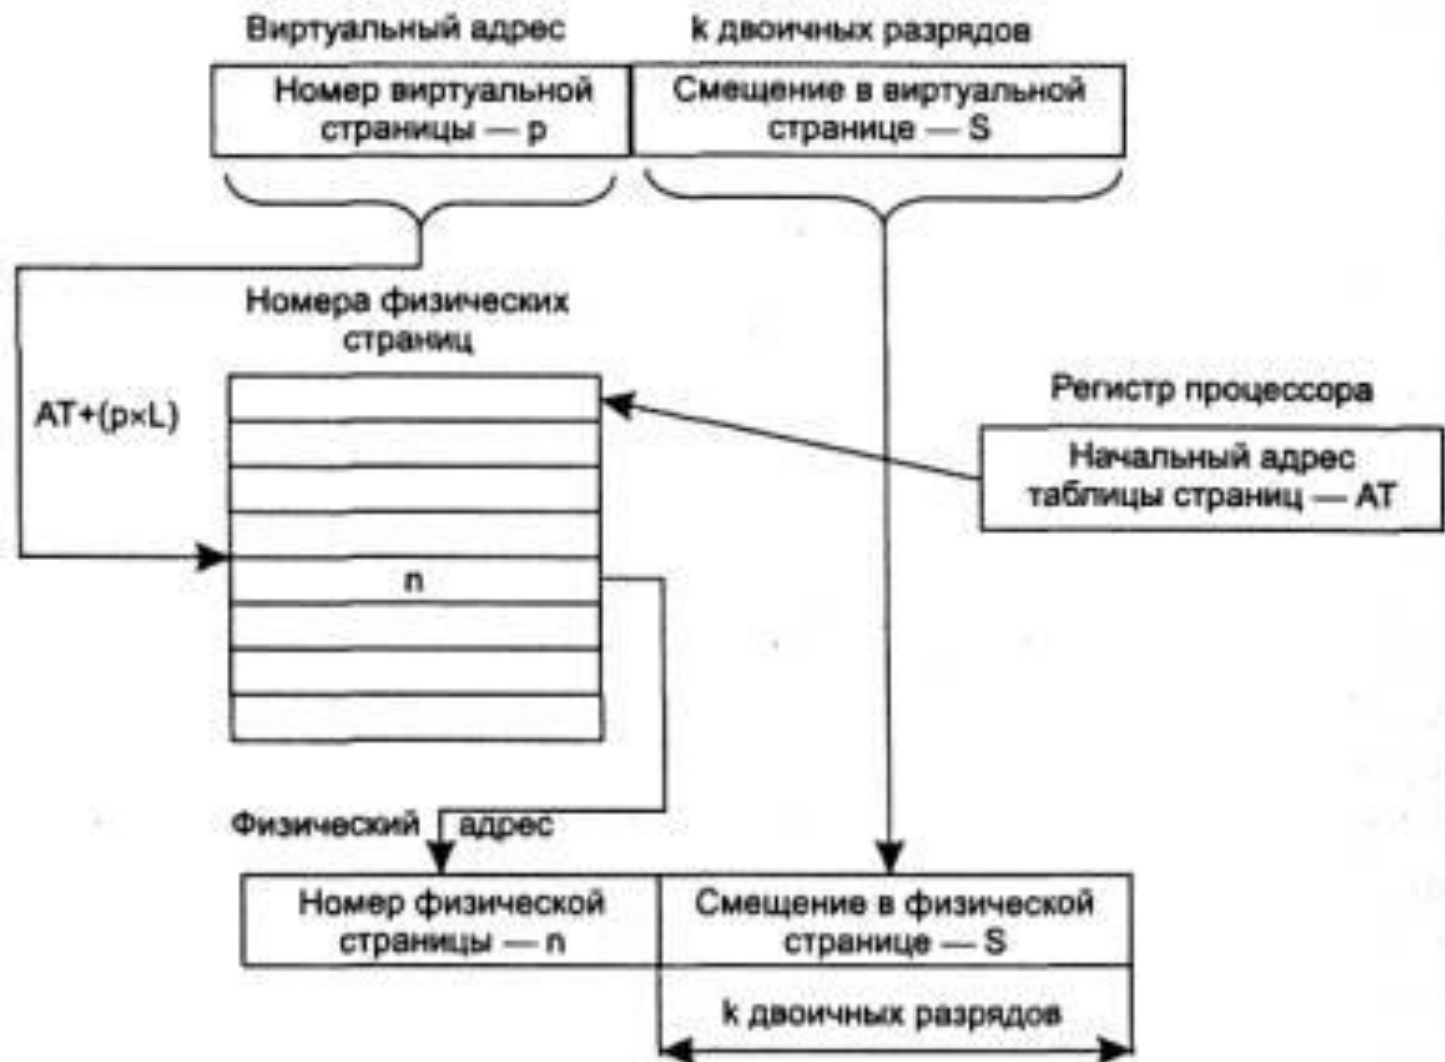 Виртуальный адрес
k двоичных разрядов
Номер виртуальной
страницы — p
Смещение в виртуальной
странице — S
Номера физических
страниц
AT+(p×L)
Регистр процессора
Начальный адрес
таблицы страниц — AT
n
Физический адрес
Номер физической
страницы — n
Смещение в физической
странице — S
k двоичных разрядов